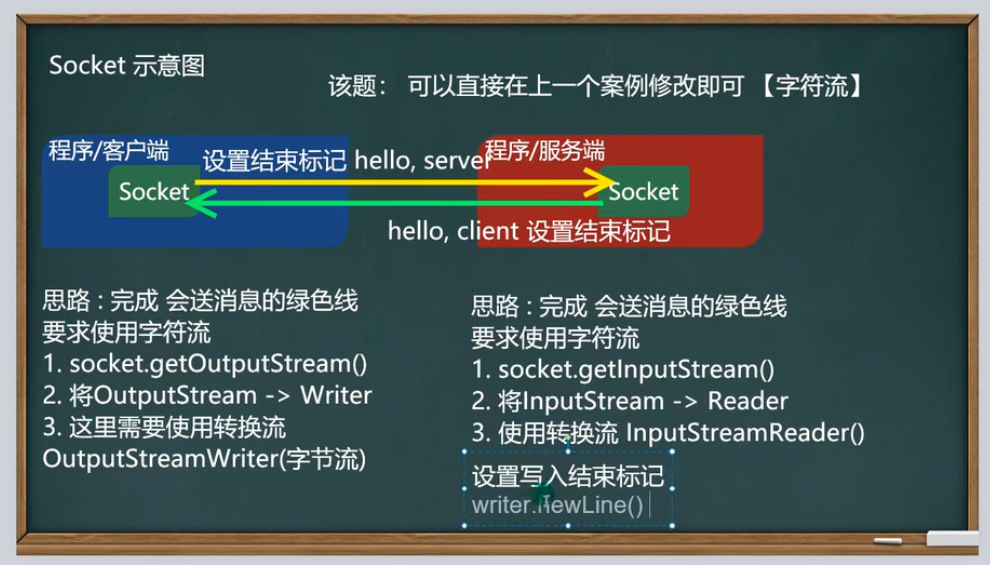 Socket 示意图
该题： 可以直接在上一个案例修改即可 【字符流】
程序/客户端
设置结束标记 hello, server
程序/服务端
Socket
Socket
hello, client 设置结束标记
思路 : 完成 会送消息的绿色线
要求使用字符流
1. socket.getOutputStream()
2. 将OutputStream -> Writer
3. 这里需要使用转换流
OutputStreamWriter(字节流)
思路 : 完成 会送消息的绿色线
要求使用字符流
1. socket.getInputStream()
2. 将InputStream -> Reader
3. 使用转换流 InputStreamReader()
设置写入结束标记
writer.newLine()